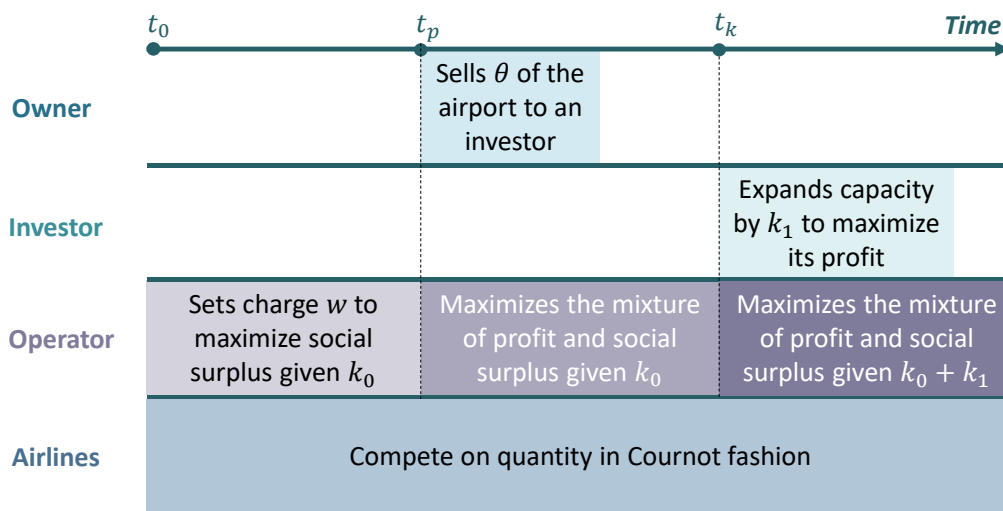 t₀
t_p
t_k
Time
Owner
Sells θ of the
airport to an
investor
Investor
Expands capacity
by k₁ to maximize
its profit
Operator
Sets charge w to
maximize social
surplus given k₀
Maximizes the mixture
of profit and social
surplus given k₀
Maximizes the mixture
of profit and social
surplus given k₀ + k₁
Airlines
Compete on quantity in Cournot fashion